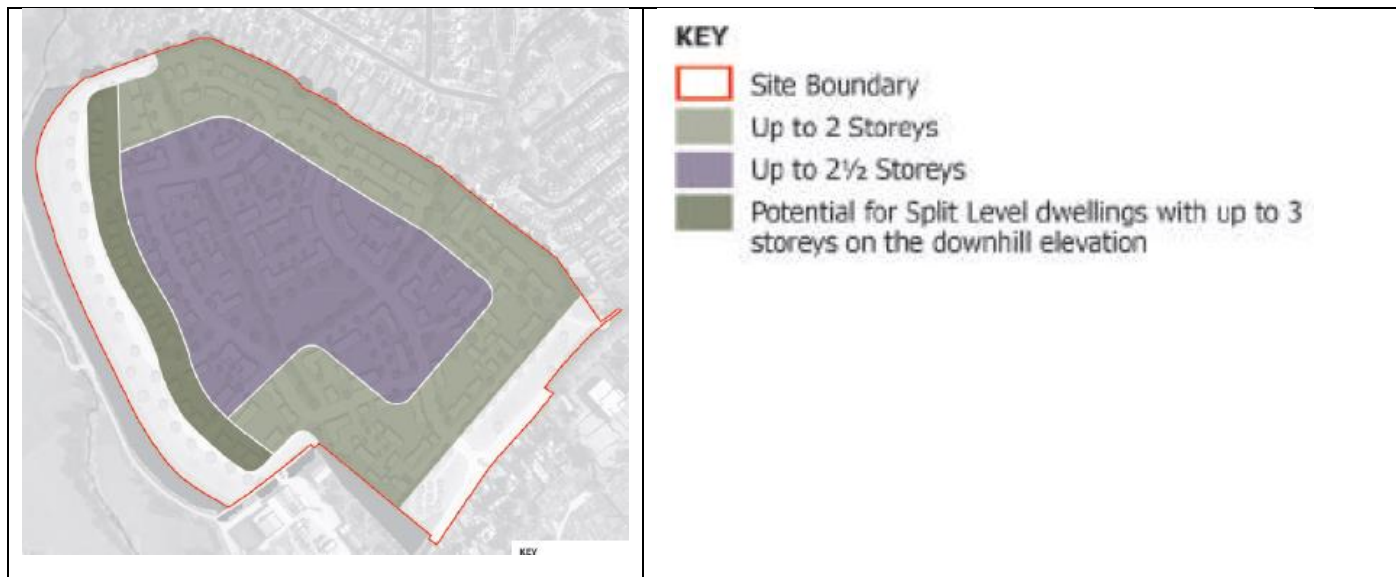 KEY
Site Boundary
Up to 2 Storeys
Up to 2½ Storeys
Potential for Split Level dwellings with up to 3
storeys on the downhill elevation
KEY